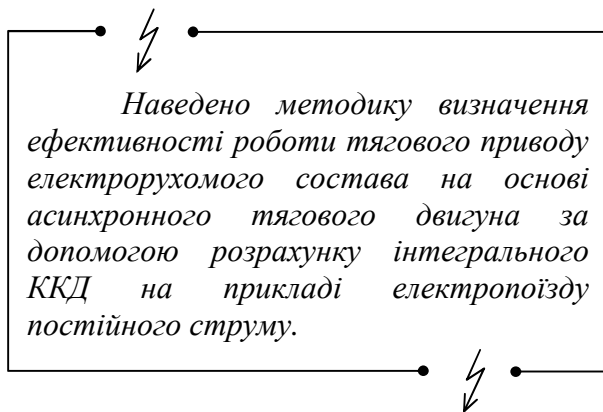 Наведено методику визначення
ефективності роботи тягового приводу
електрорухомого состава на основі
асинхронного тягового двигуна за
допомогою розрахунку інтегрального
ККД на прикладі електропоїзду
постійного струму.